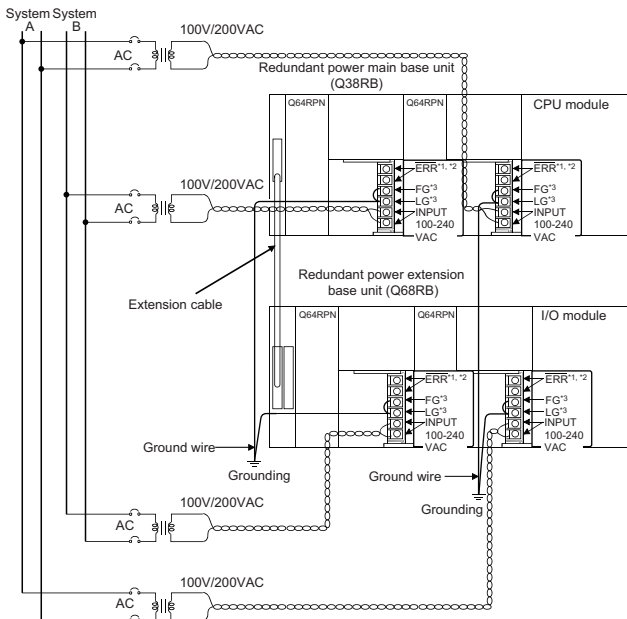 System System
A B
100V/200VAC
AC
Redundant power main base unit
(Q38RB)
Q64RPN Q64RPN CPU module
ERR*1, *2 ERR*1, *2
FG*3 FG*3
LG*3 LG*3
INPUT INPUT
100-240 100-240
VAC VAC
100V/200VAC
AC
Extension cable
Redundant power extension
base unit (Q68RB)
Q64RPN Q64RPN I/O module
ERR*1, *2 ERR*1, *2
FG*3 FG*3
LG*3 LG*3
INPUT INPUT
100-240 100-240
VAC VAC
Ground wire
Grounding
Ground wire
Grounding
100V/200VAC
AC
100V/200VAC
AC